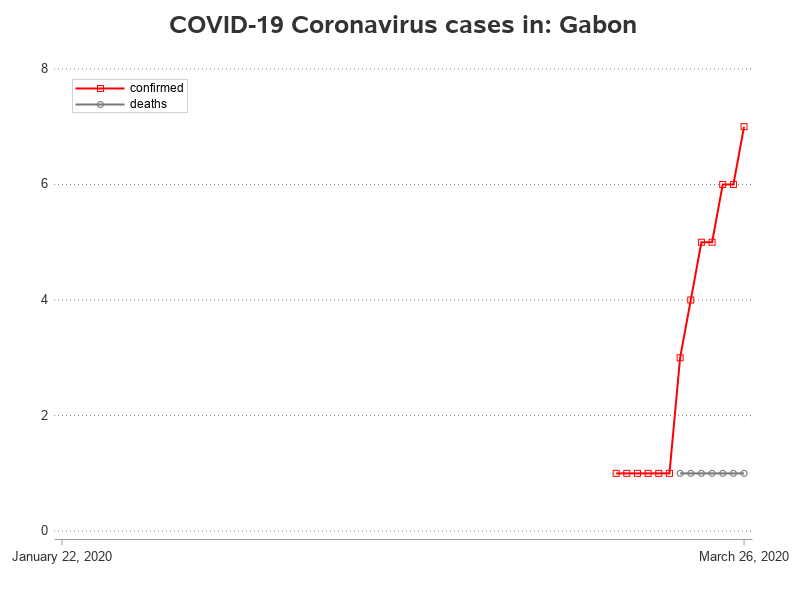 COVID-19 Coronavirus cases in: Gabon
8
confirmed
deaths
6
4
2
0
January 22, 2020
March 26, 2020